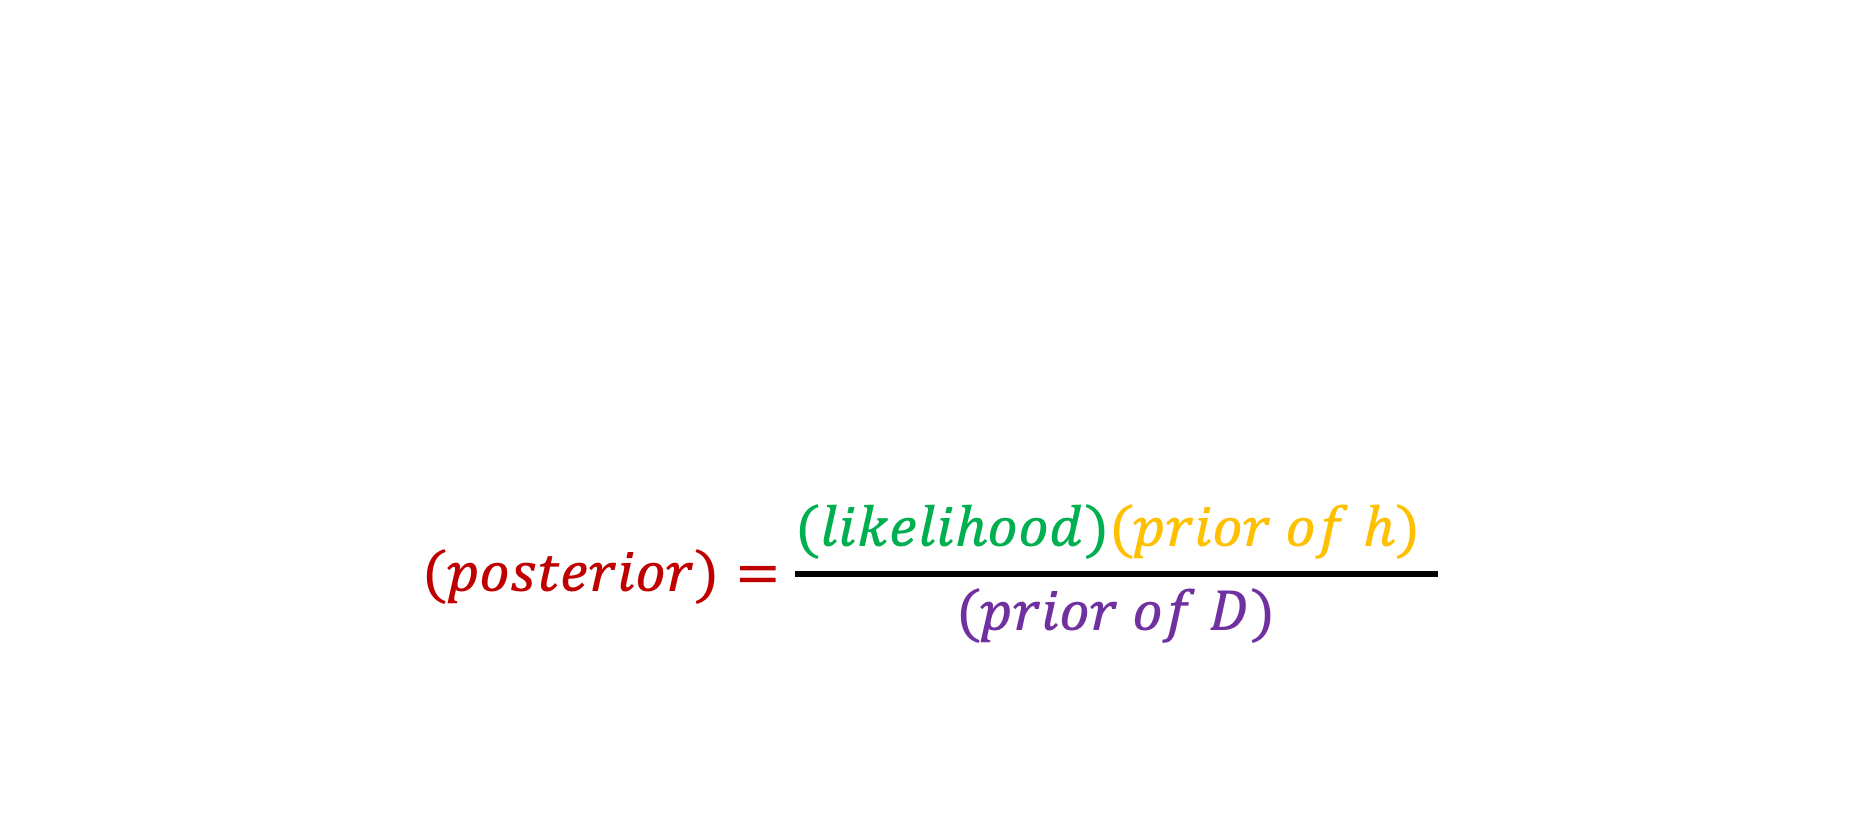 (likelihood)(prior of h)
(posterior) =
(prior of D)